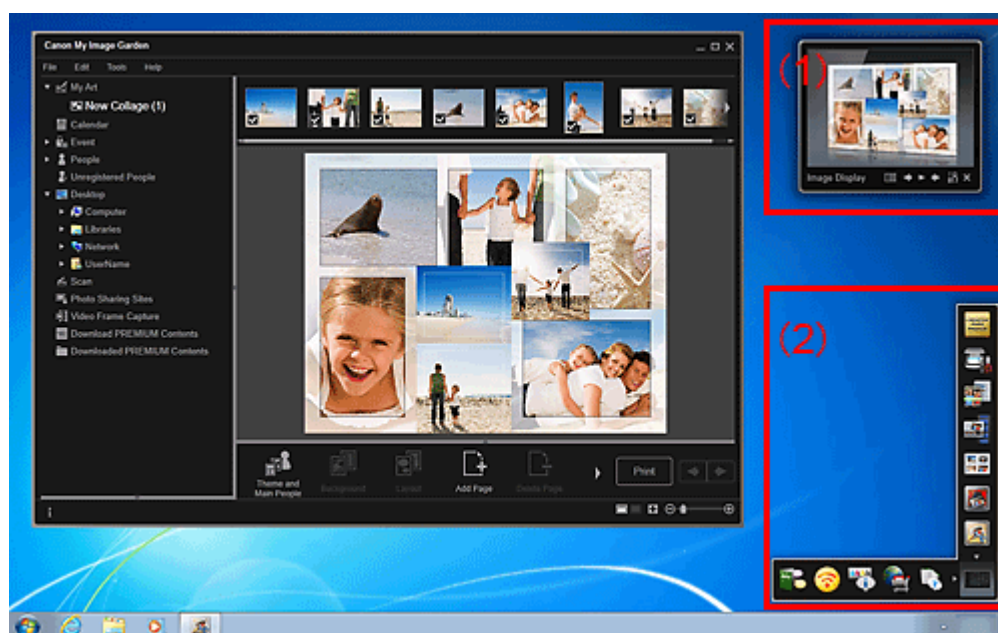 Canon My Image Garden
File Edit Tools Help
My Art
New Collage (1)
Calendar
Event
People
Unregistered People
Desktop
Computer
Libraries
Network
UserName
Scan
Photo Sharing Sites
Video Frame Capture
Download PREMIUM Contents
Downloaded PREMIUM Contents
Theme and
Main People
Background
Layout
Add Page
Delete Page
Print
(1)
Image Display
(2)